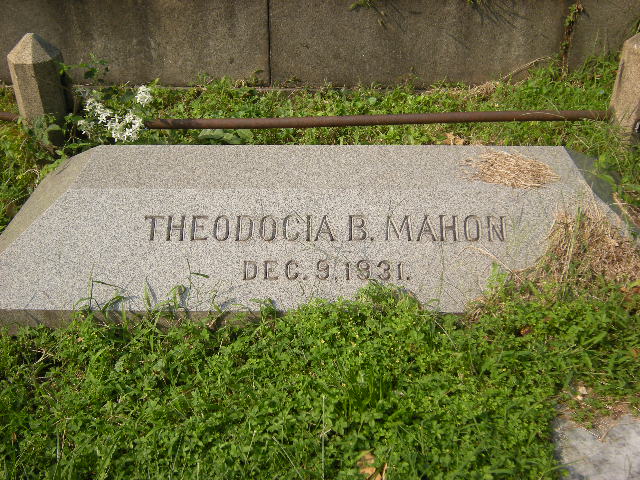 THEODOCIA B. MAHON
DEC. 9, 1931.